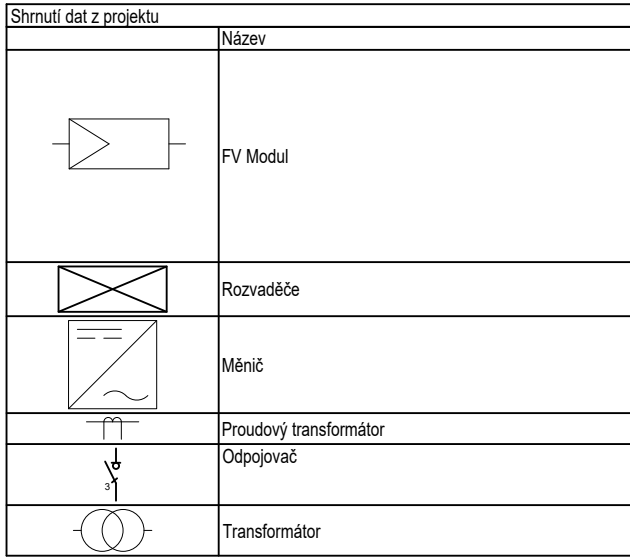 Shrnutí dat z projektu
Název
FV Modul
Rozvaděče
Měnič
Proudový transformátor
Odpojovač
3
Transformátor